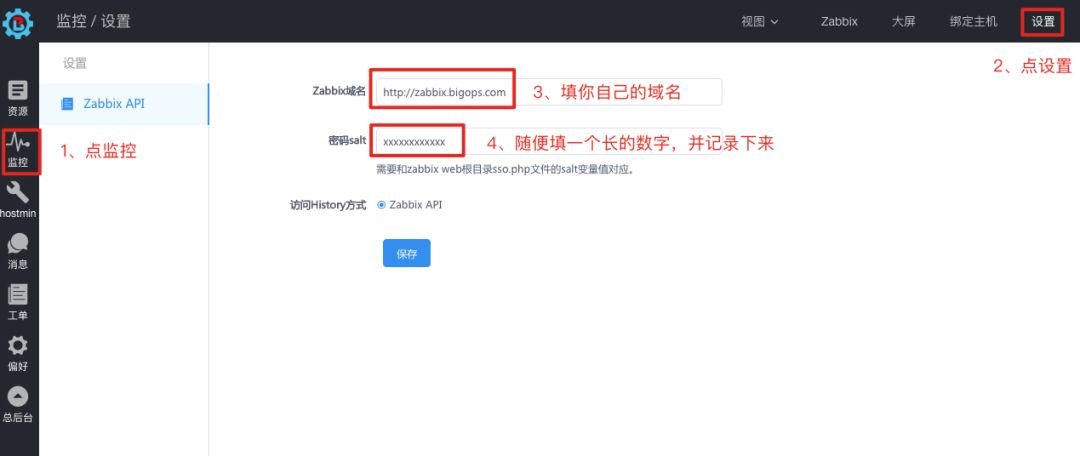 监控 / 设置
视图
Zabbix
大屏
绑定主机
设置
2、点设置
设置
Zabbix API
资源
监控
1、点监控
hostmin
消息
工单
偏好
总后台
Zabbix域名
http://zabbix.bigops.com
3、填你自己的域名
密码salt
xxxxxxxxxxxx
4、随便填一个长的数字，并记录下来
需要和zabbix web根目录sso.php文件的salt变量值对应。
访问History方式
Zabbix API
保存